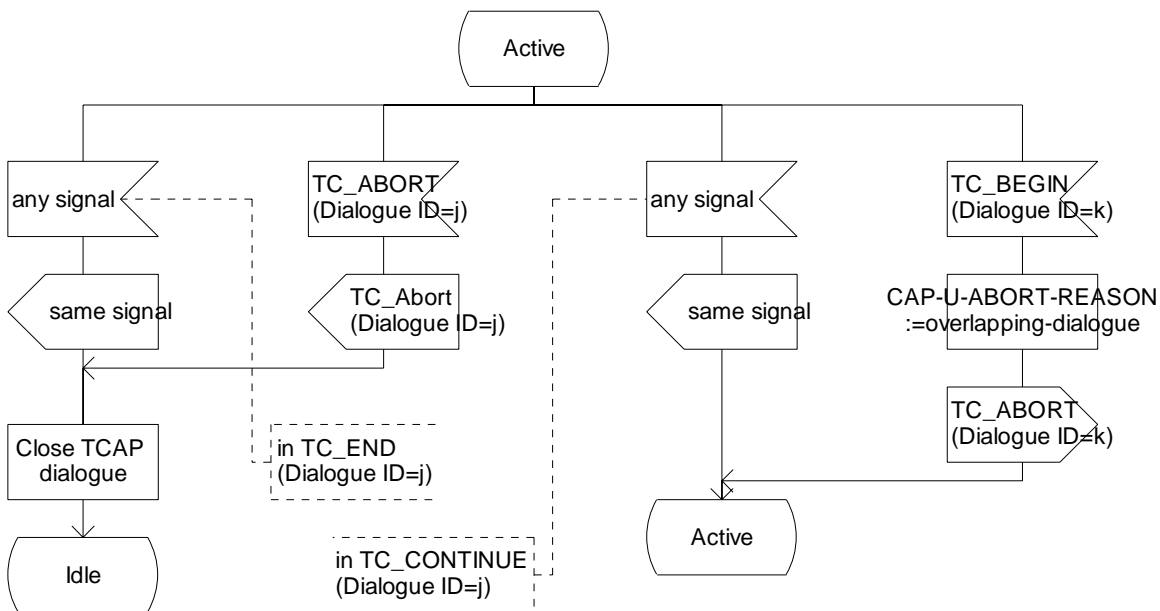 Active
any signal
TC_ABORT
(Dialogue ID=j)
any signal
TC_BEGIN
(Dialogue ID=k)
same signal
TC_Abort
(Dialogue ID=j)
same signal
CAP-U-ABORT-REASON
:=overlapping-dialogue
TC_ABORT
(Dialogue ID=k)
Close TCAP
dialogue
in TC_END
(Dialogue ID=j)
Active
Idle
in TC_CONTINUE
(Dialogue ID=j)